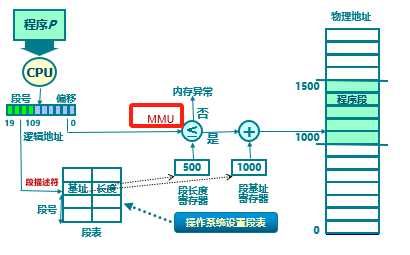 程序P
物理地址
CPU
内存异常
段号
偏移
1500
MMU
否
程序段
19
109
0
≤
+
是
1000
逻辑地址
段描述符
基址
长度
500
1000
段号
段长度
寄存器
段基址
寄存器
操作系统设置段表
段表
0